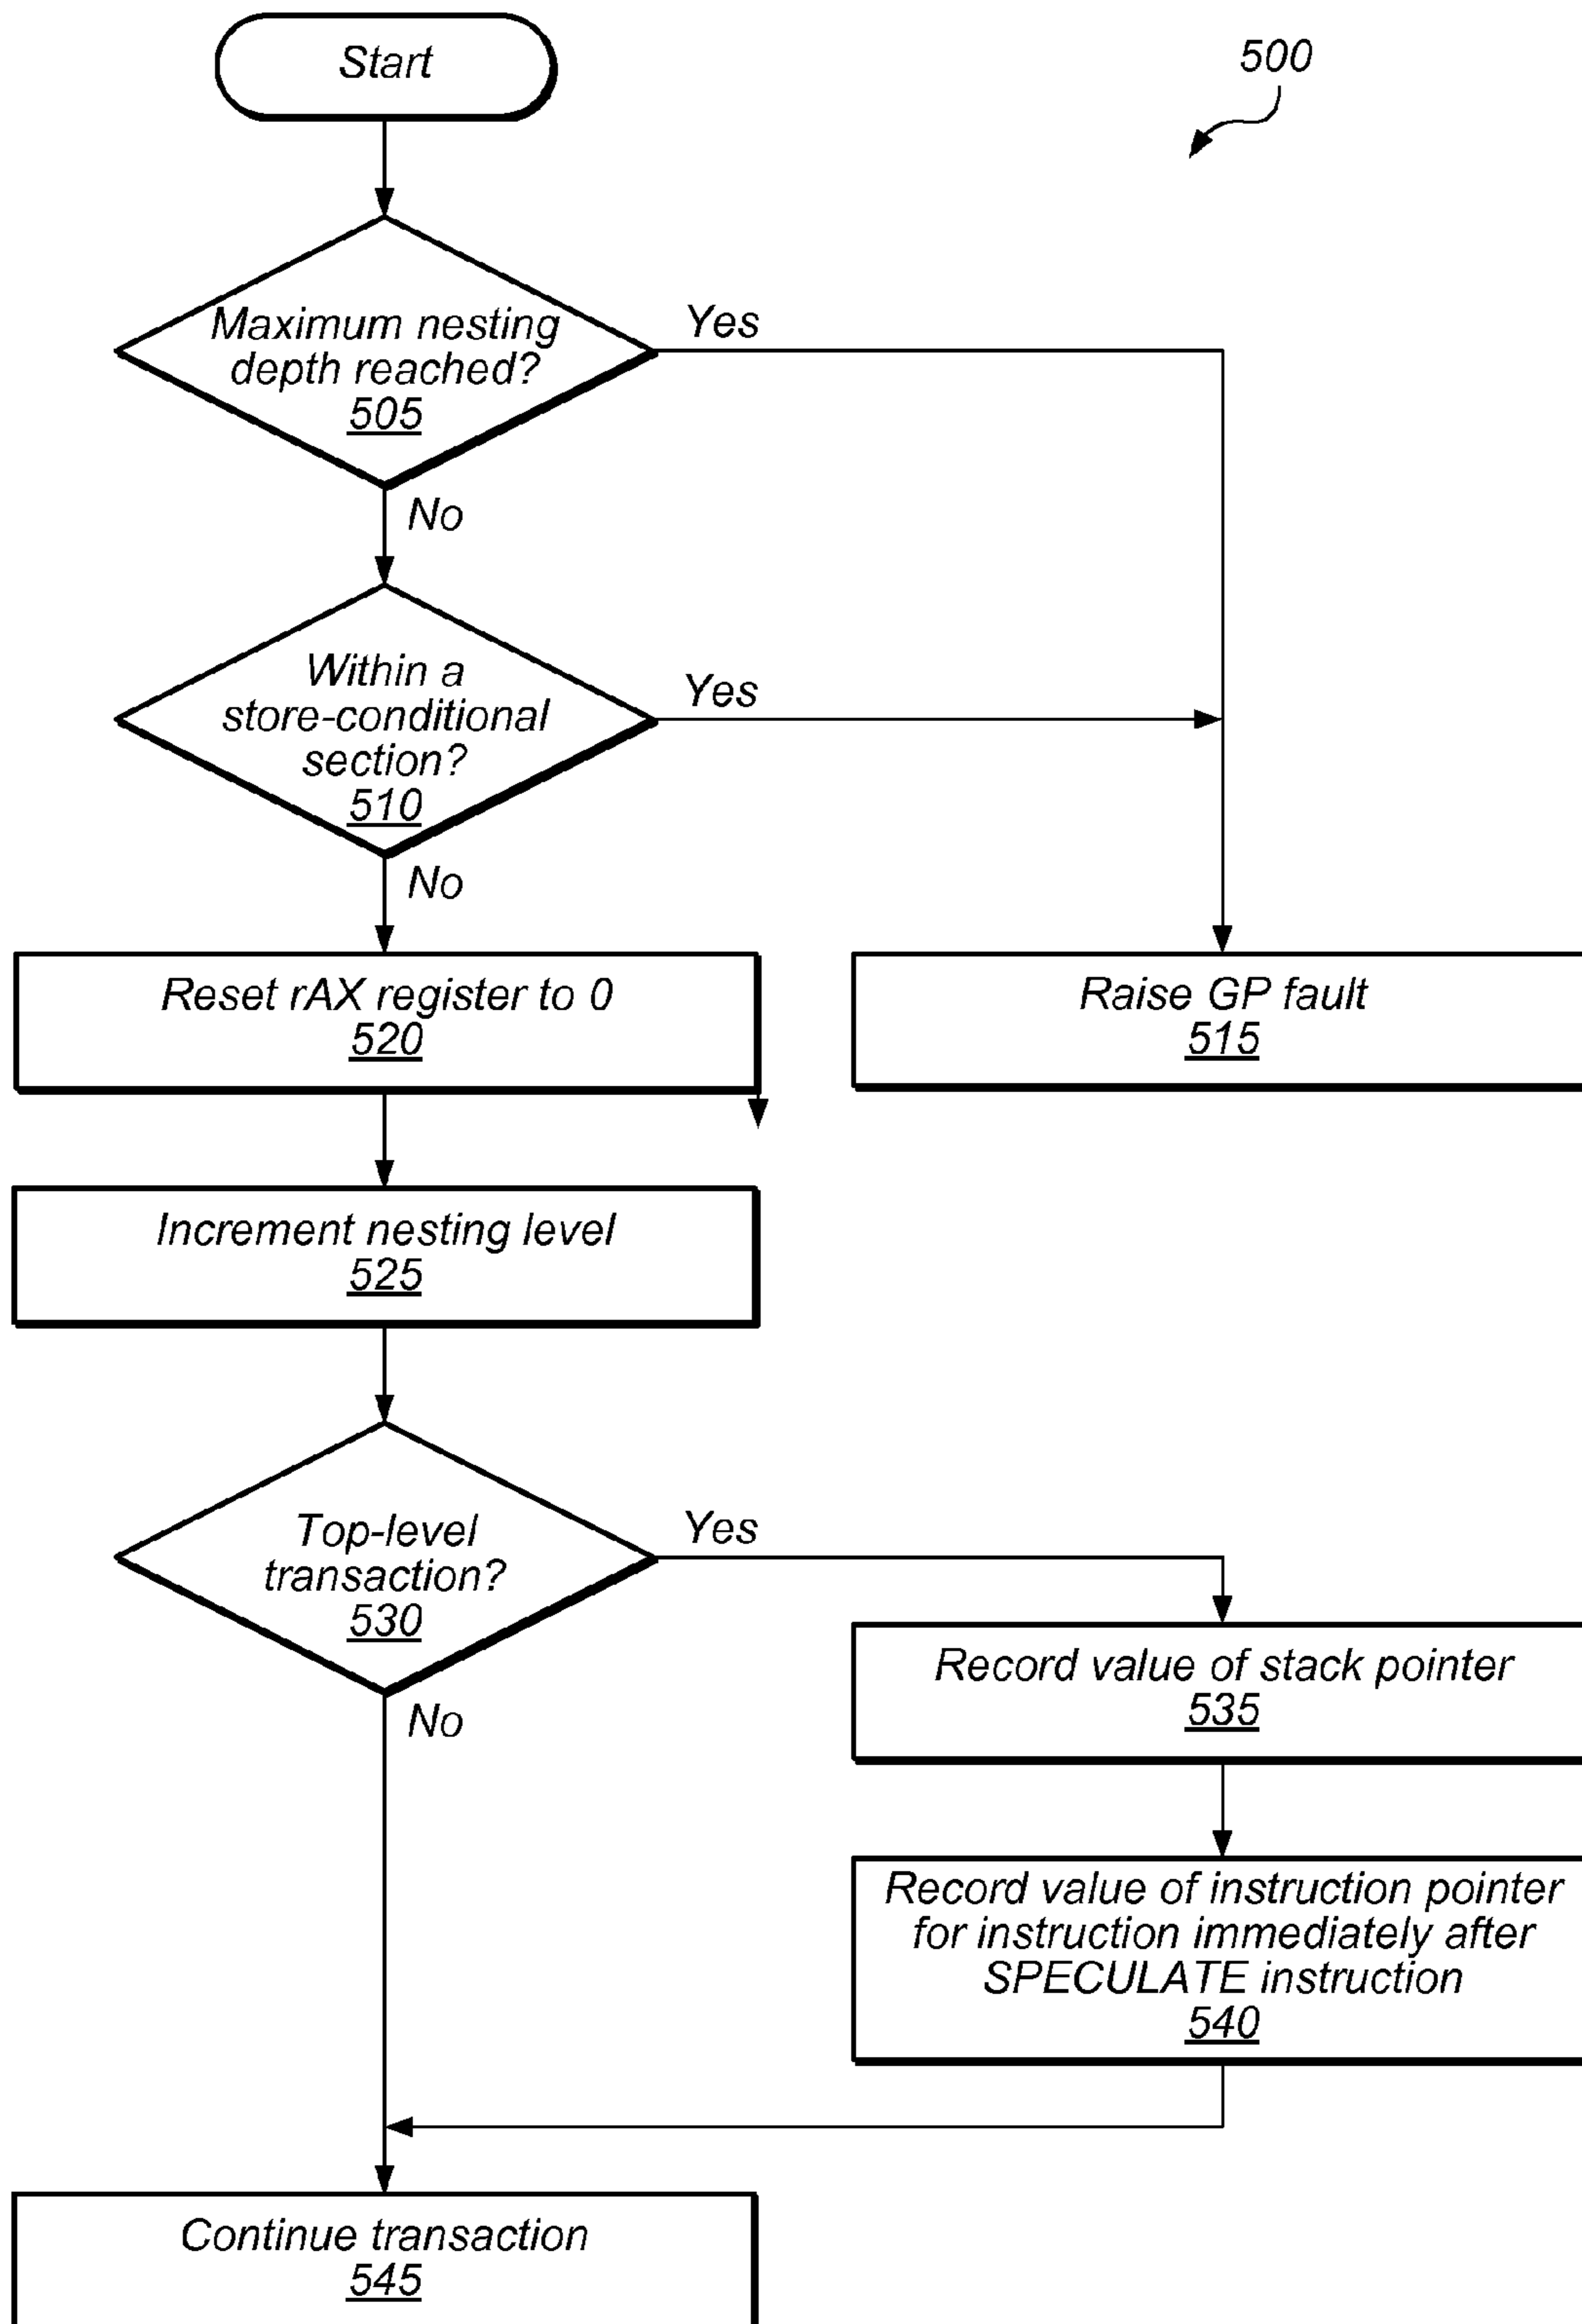 Start
500
Maximum nesting
depth reached?
505
Yes
No
Within a
store-conditional
section?
510
Yes
No
Reset rAX register to 0
520
Raise GP fault
515
Increment nesting level
525
Top-level
transaction?
530
Yes
No
Record value of stack pointer
535
Record value of instruction pointer
for instruction immediately after
SPECULATE instruction
540
Continue transaction
545